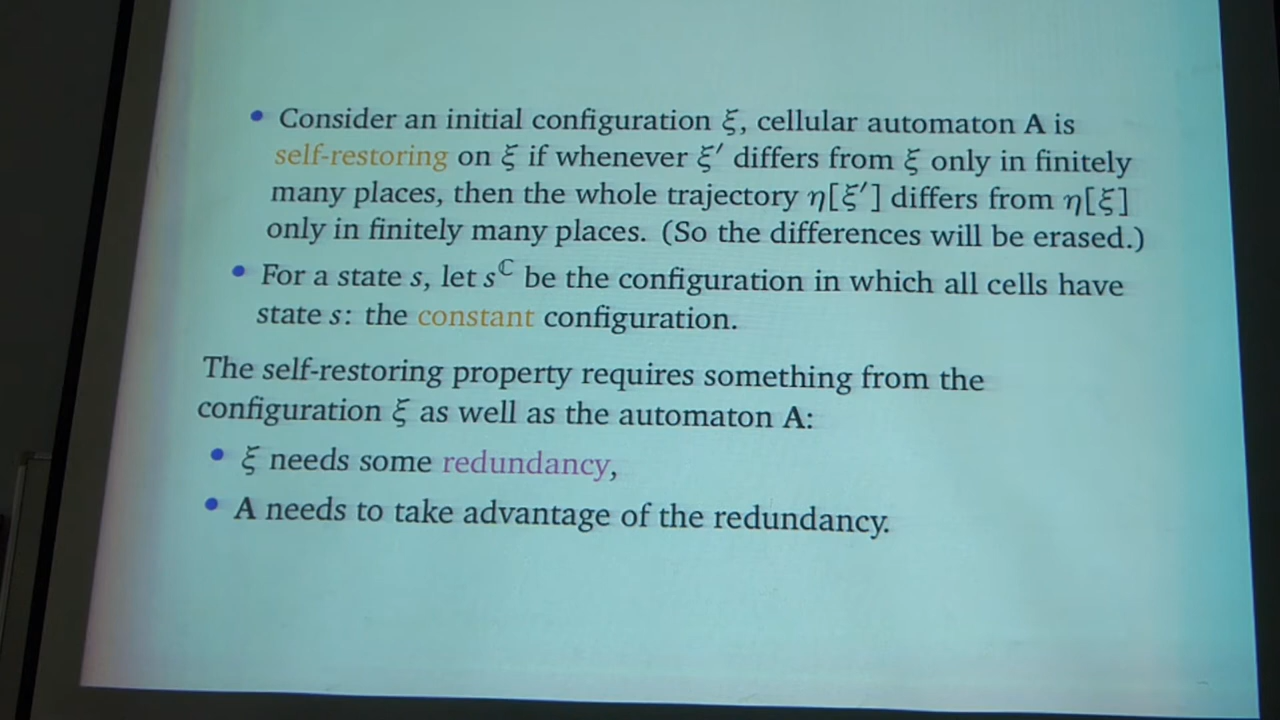 • Consider an initial configuration ξ, cellular automaton A is
self-restoring on ξ if whenever ξ′ differs from ξ only in finitely
many places, then the whole trajectory η[ξ′] differs from η[ξ]
only in finitely many places. (So the differences will be erased.)
• For a state s, let sᶜ be the configuration in which all cells have
state s: the constant configuration.
The self-restoring property requires something from the
configuration ξ as well as the automaton A:
• ξ needs some redundancy,
• A needs to take advantage of the redundancy.